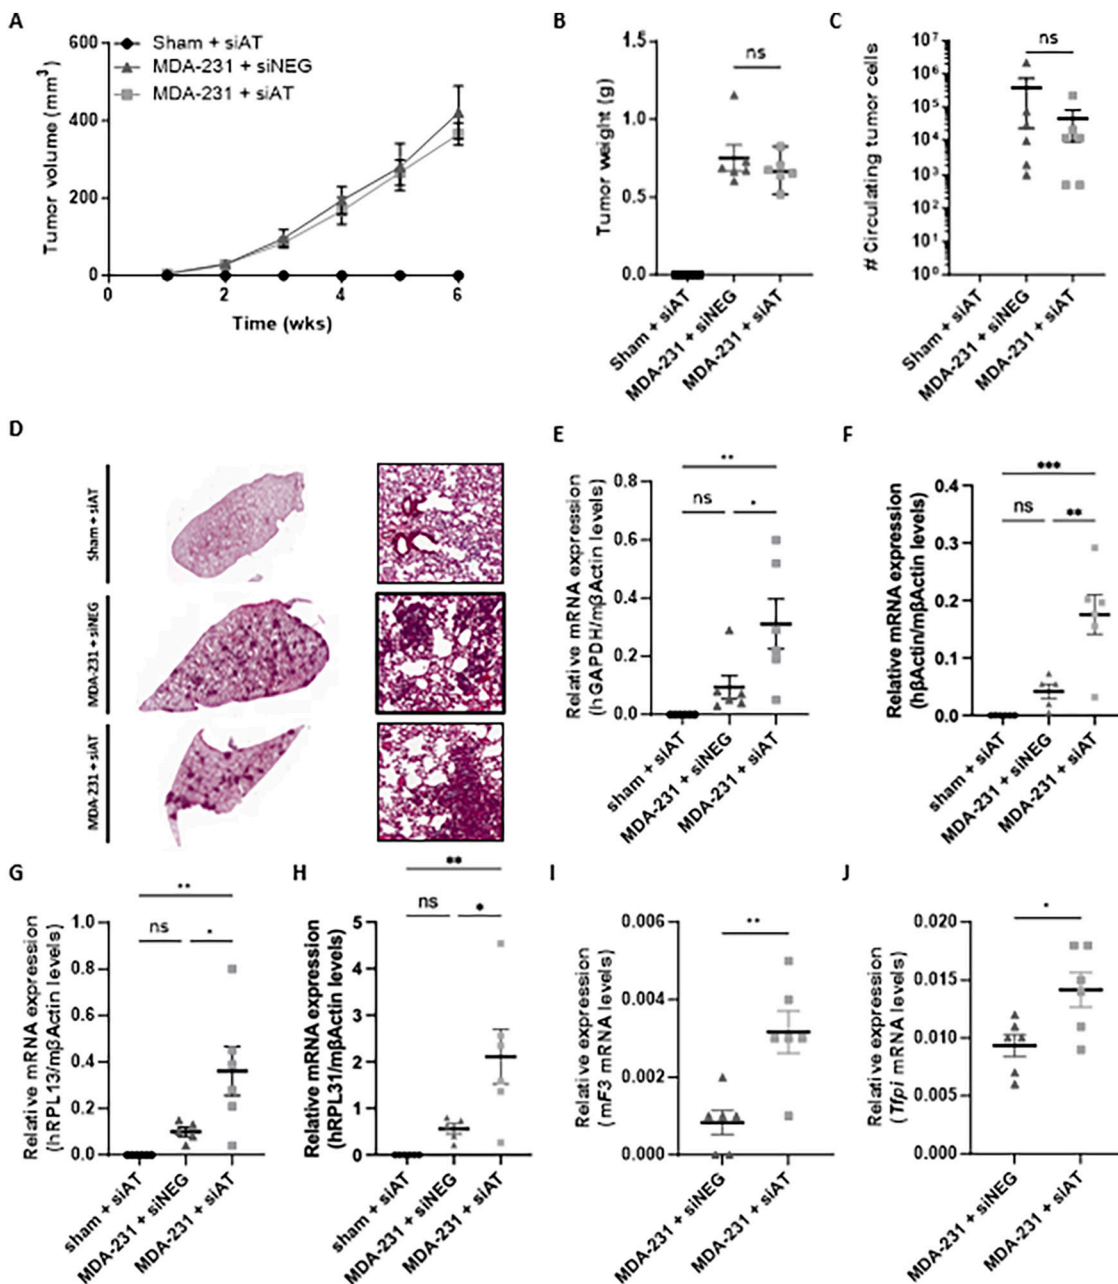 A
Tumor volume (mm³)
600
400
200
0
0
2
4
6
Time (wks)
Sham + siAT
MDA-231 + siNEG
MDA-231 + siAT
B
Tumor weight (g)
1.5
1.0
0.5
0.0
ns
Sham + siAT
MDA-231 + siNEG
MDA-231 + siAT
C
# Circulating tumor cells
10⁷
10⁶
10⁵
10⁴
10³
10²
10¹
10⁰
ns
Sham + siAT
MDA-231 + siNEG
MDA-231 + siAT
D
Sham + siAT
MDA-231 + siNEG
MDA-231 + siAT
E
Relative mRNA expression
(hGAPDH/mβActin levels)
0.8
0.6
0.4
0.2
0.0
**
ns
*
sham + siAT
MDA-231 + siNEG
MDA-231 + siAT
F
Relative mRNA expression
(hβActin/mβActin levels)
0.4
0.3
0.2
0.1
0.0
***
ns
**
sham + siAT
MDA-231 + siNEG
MDA-231 + siAT
G
Relative mRNA expression
(hRPL13/mβActin levels)
1.0
0.8
0.6
0.4
0.2
0.0
**
ns
*
sham + siAT
MDA-231 + siNEG
MDA-231 + siAT
H
Relative mRNA expression
(hRPL31/mβActin levels)
5
4
3
2
1
0
**
ns
*
sham + siAT
MDA-231 + siNEG
MDA-231 + siAT
I
Relative expression
(mF3 mRNA levels)
0.006
0.004
0.002
0.000
**
MDA-231 + siNEG
MDA-231 + siAT
J
Relative expression
(Tfpi mRNA levels)
0.020
0.015
0.010
0.005
0.000
*
MDA-231 + siNEG
MDA-231 + siAT